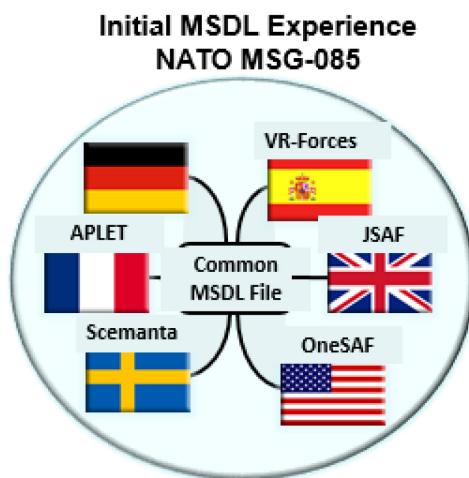 Initial MSDL Experience
NATO MSG-085
VR-Forces
APLET
JSAF
Common
MSDL File
Scemanta
OneSAF